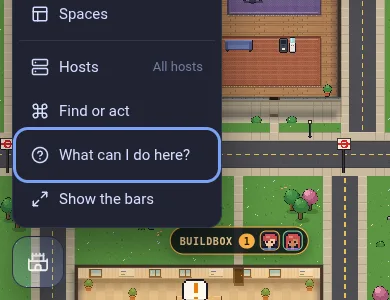 Spaces
Hosts All hosts
Find or act
What can I do here?
Show the bars
BUILDBOX 1
!